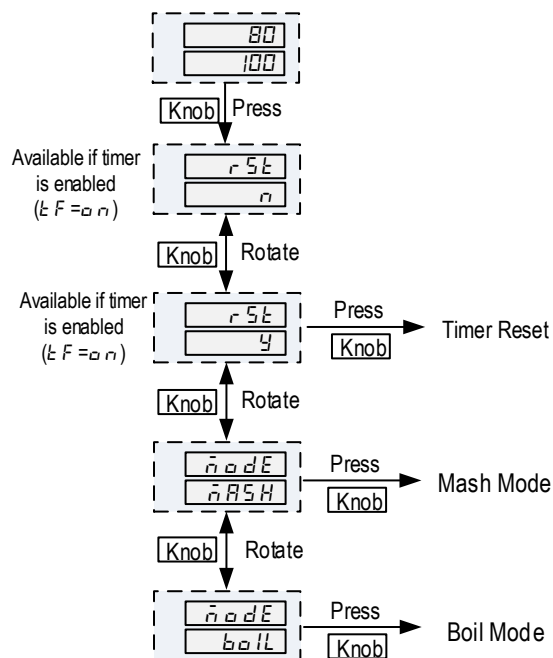 80
100
Knob Press
Available if timer
is enabled
(tF=on)
rSt
n
Knob Rotate
Available if timer
is enabled
(tF=on)
rSt
y
Press
Knob
Timer Reset
Knob Rotate
modE
mASH
Press
Knob
Mash Mode
Knob Rotate
modE
boIL
Press
Knob
Boil Mode